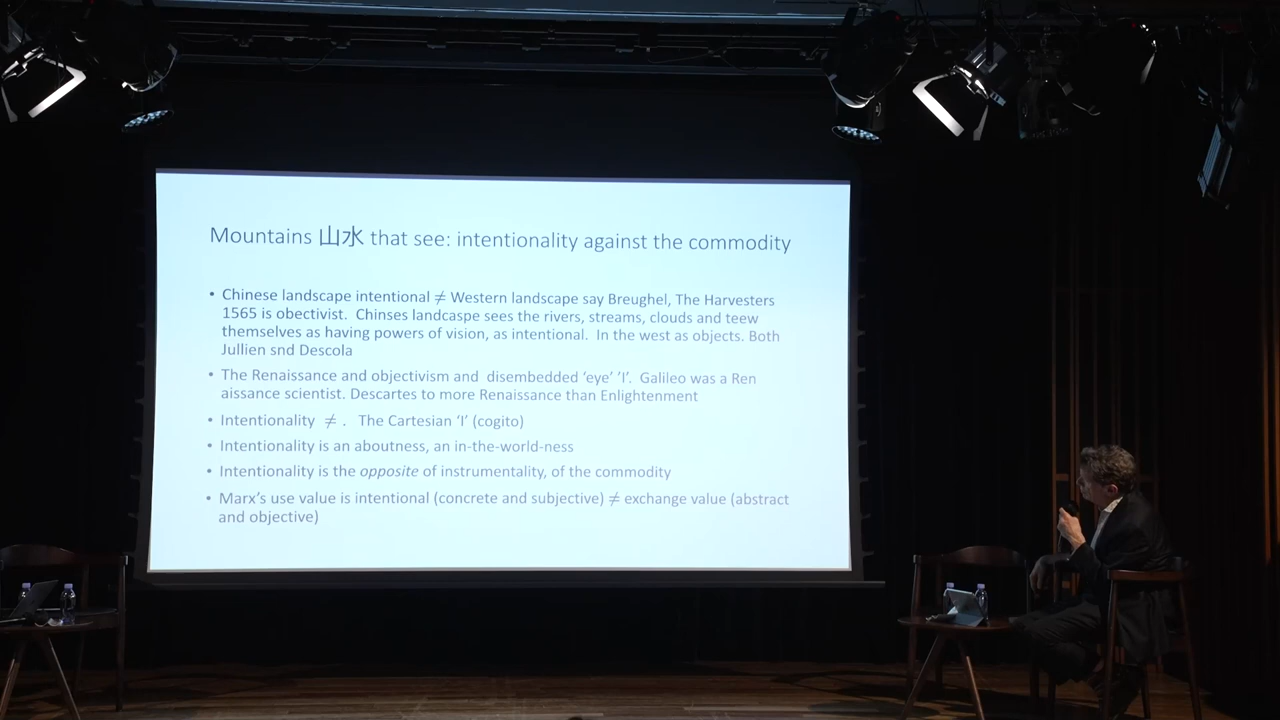 Mountains 山水 that see: intentionality against the commodity
• Chinese landscape intentional ≠ Western landscape say Breughel, The Harvesters
1565 is obectivist. Chinses landcaspe sees the rivers, streams, clouds and teew
themselves as having powers of vision, as intentional. In the west as objects. Both
Jullien snd Descola
• The Renaissance and objectivism and disembedded ‘eye’ ’I’. Galileo was a Ren
aissance scientist. Descartes to more Renaissance than Enlightenment
• Intentionality ≠ . The Cartesian ‘I’ (cogito)
• Intentionality is an aboutness, an in-the-world-ness
• Intentionality is the opposite of instrumentality, of the commodity
• Marx’s use value is intentional (concrete and subjective) ≠ exchange value (abstract
and objective)